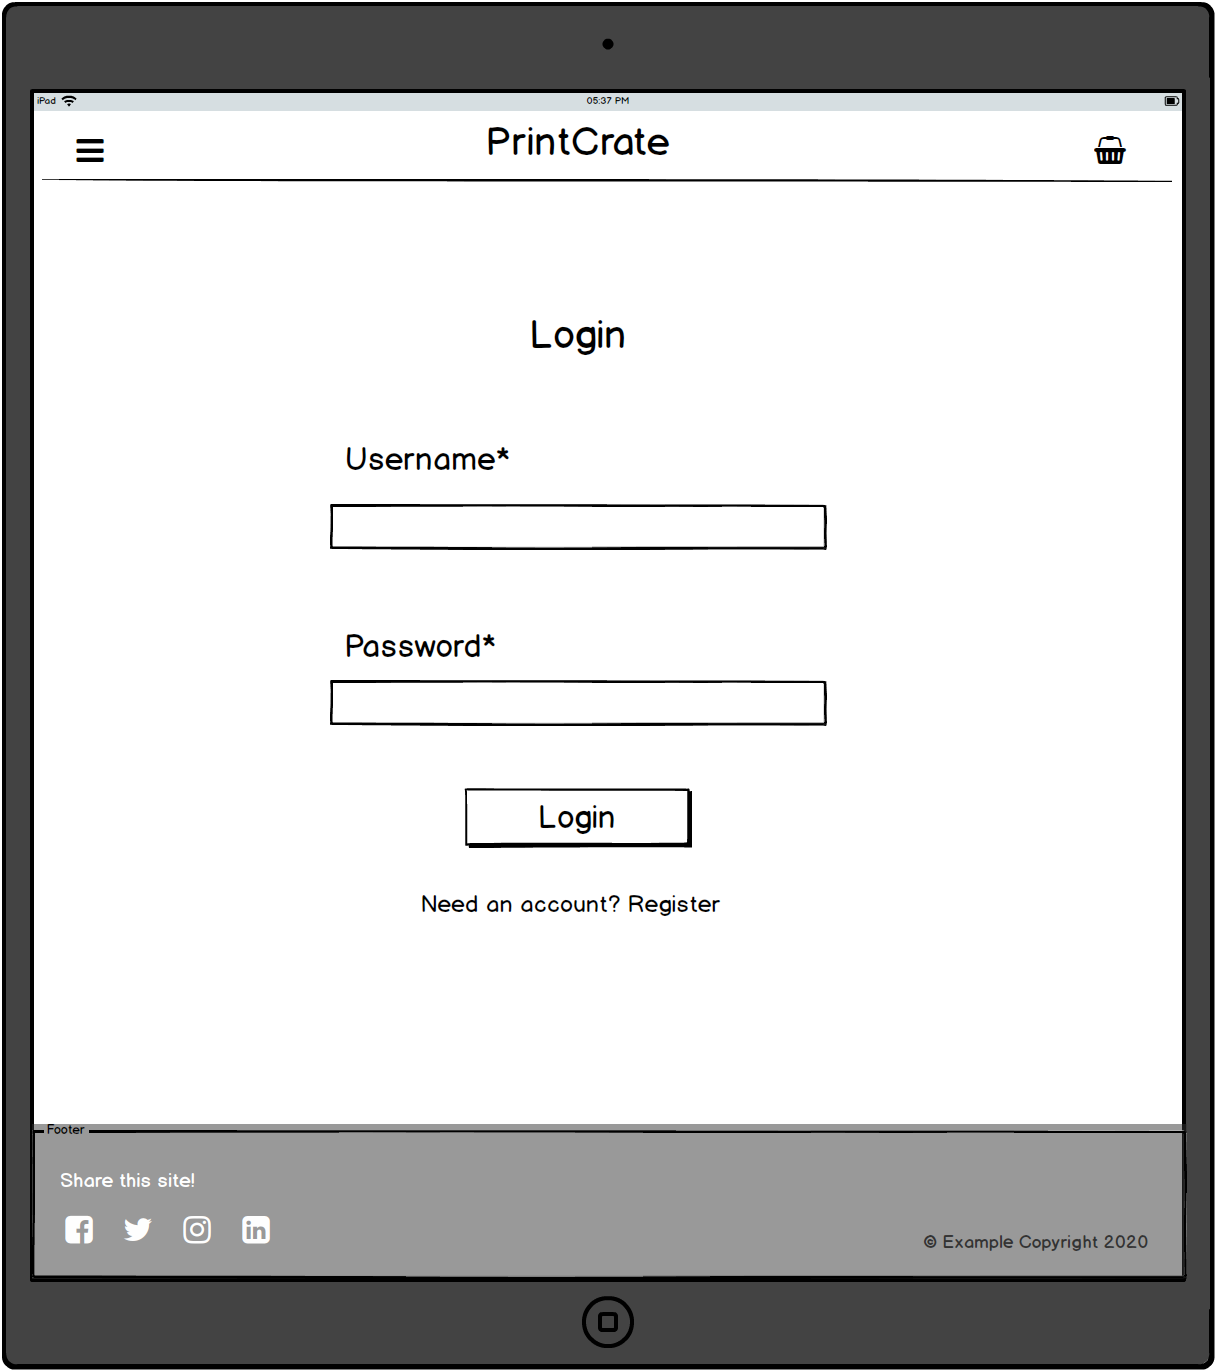 iPad
05:37 PM
PrintCrate
Login
Username*
Password*
Login
Need an account? Register
Footer
Share this site!
© Example Copyright 2020